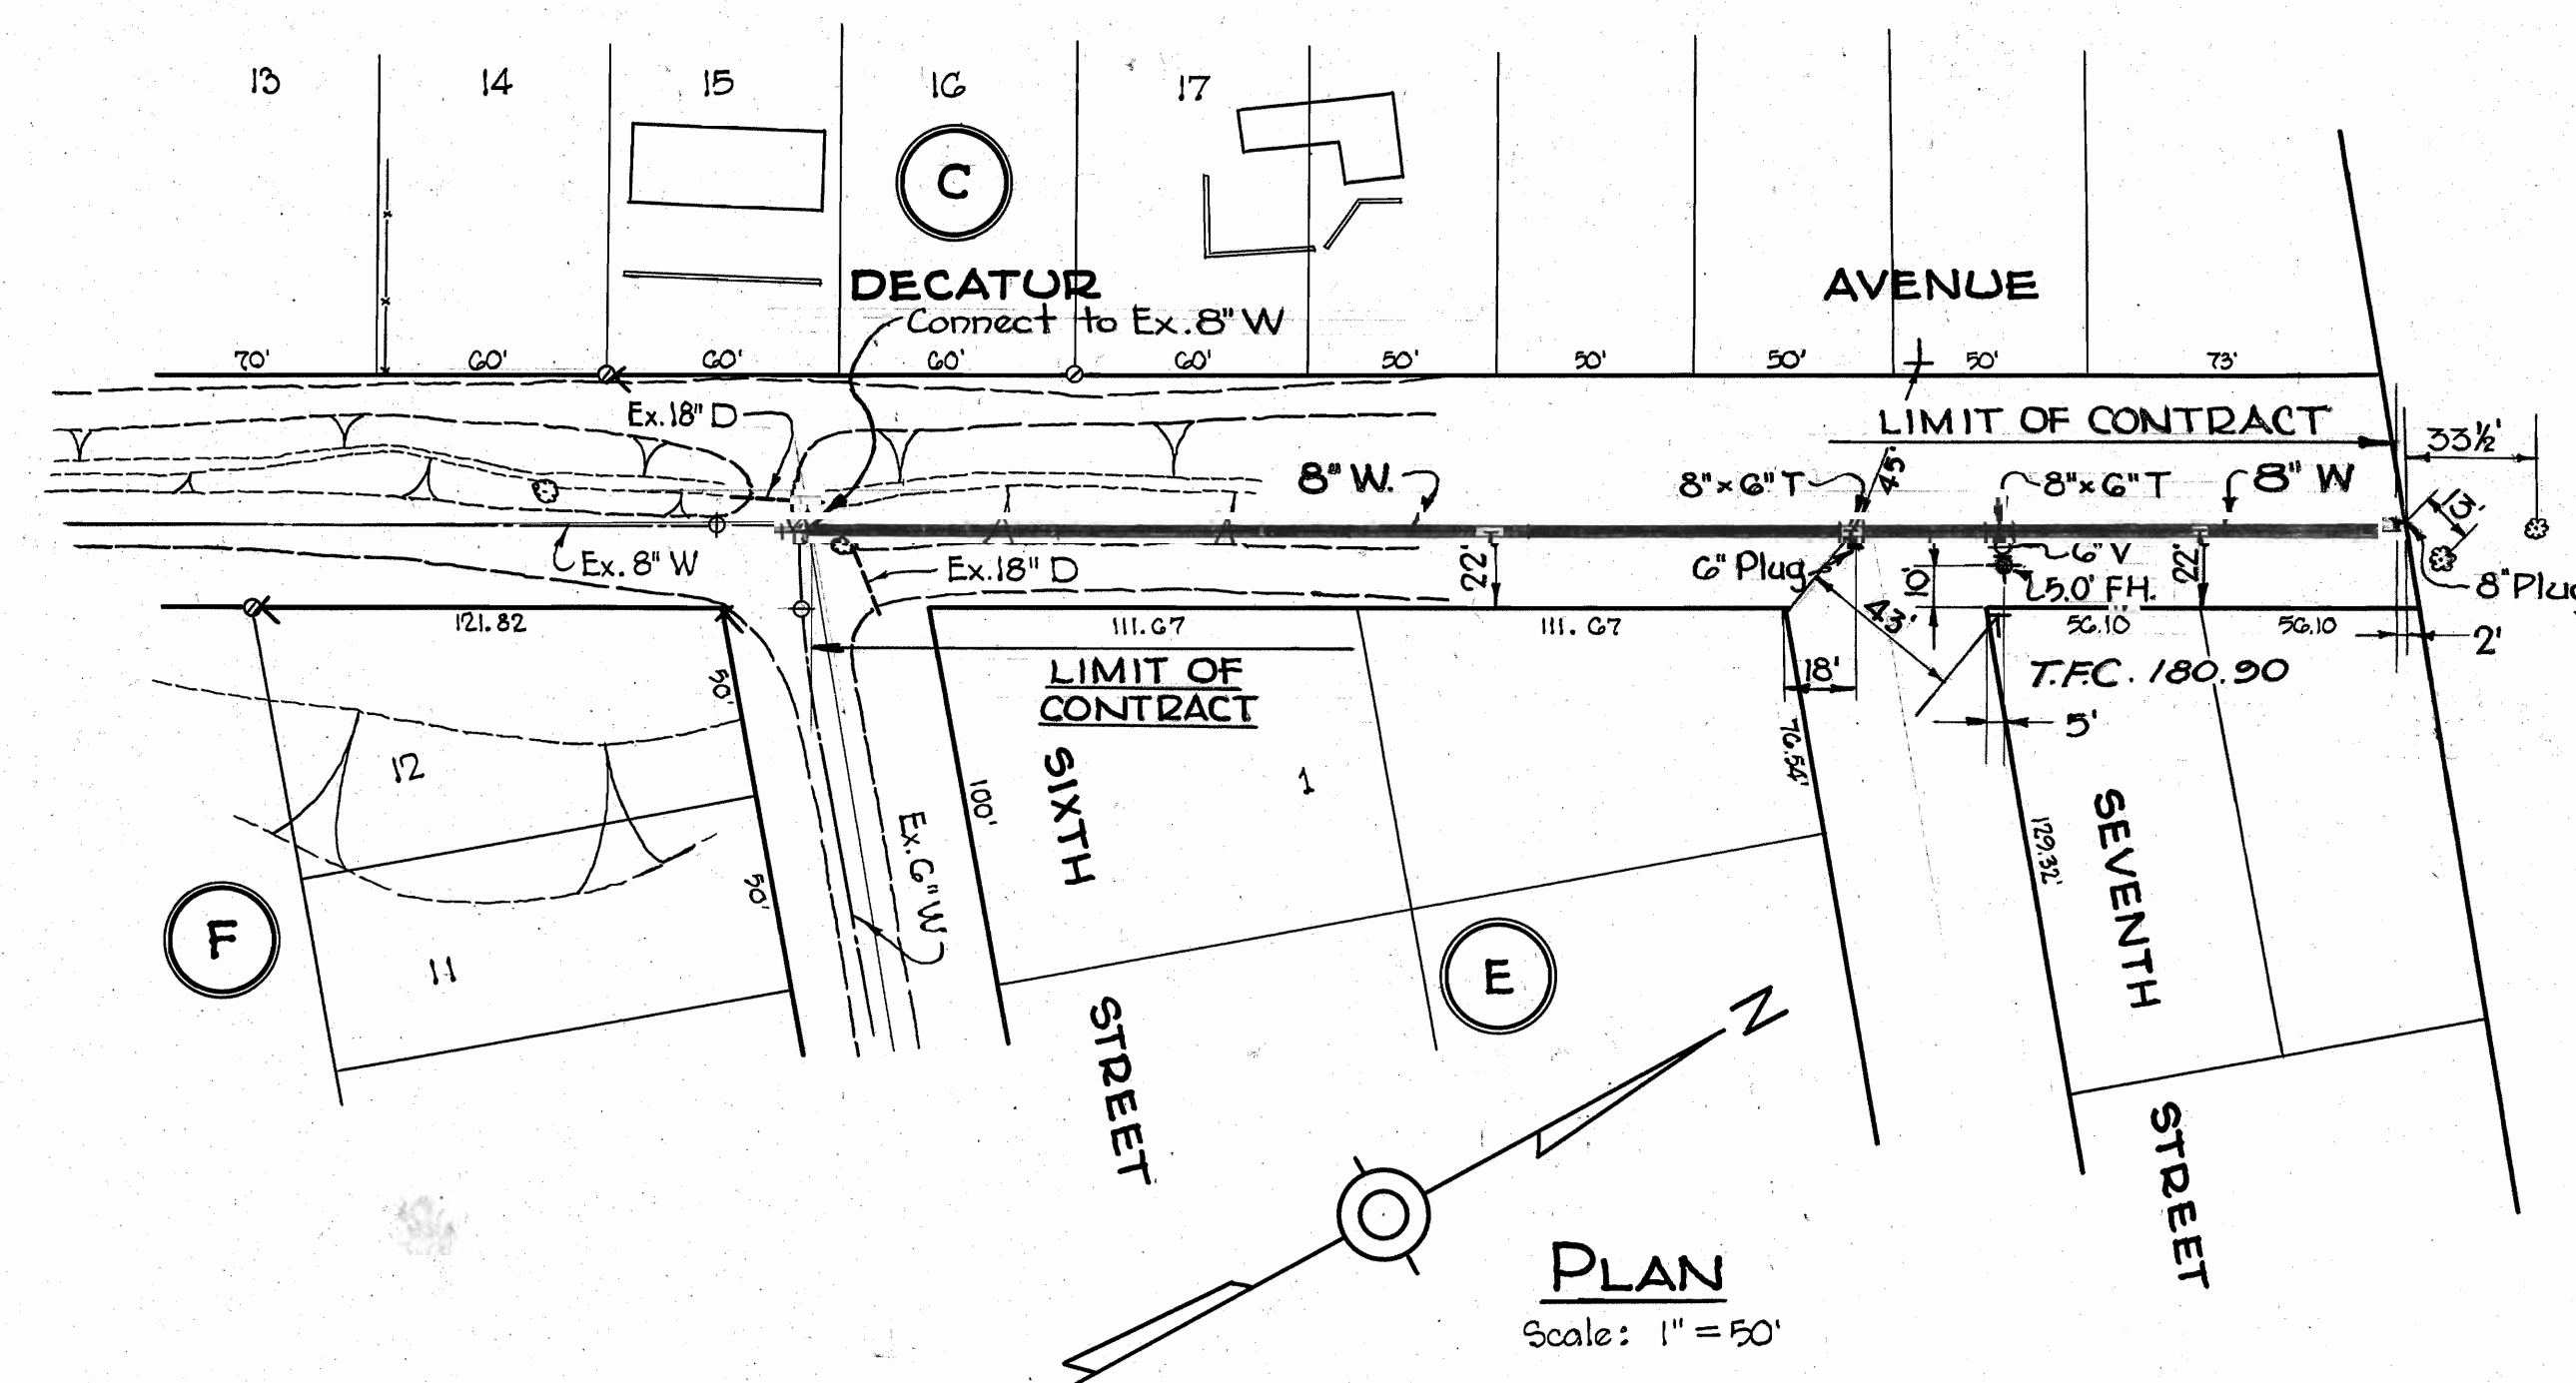 13
14
15
16
17
C
DECATUR
AVENUE
Connect to Ex. 8" W
70'
60'
60'
60'
60'
50'
50'
50'
50'
73'
Ex. 18" D
LIMIT OF CONTRACT
33½'
45'
8" W.
8" x 6" T
8" x 6" T
8" W
13'
Ex. 8" W
Ex. 18" D
22'
6" Plug
10'
6" V
5.0' FH.
22'
8" Plug
121.82
111.67
111.67
43'
56.10
56.10
2'
LIMIT OF
CONTRACT
18'
T.F.C. 180.90
5'
50'
12
50'
100'
SIXTH
1
76.54'
129.32'
SEVENTH
Ex. 6" W
F
11
E
STREET
N
STREET
PLAN
Scale: 1" = 50'